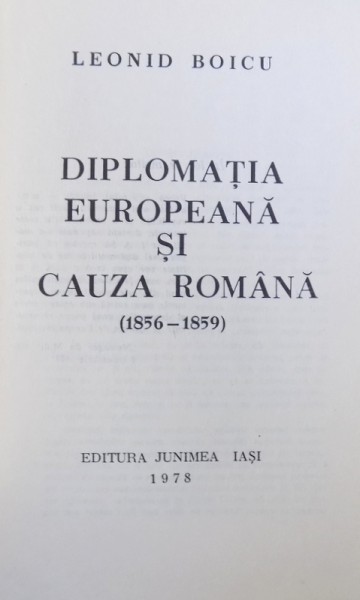 LEONID BOICU
DIPLOMAȚIA
EUROPEANĂ
ȘI
CAUZA ROMÂNĂ
(1856–1859)
EDITURA JUNIMEA IAȘI
1978